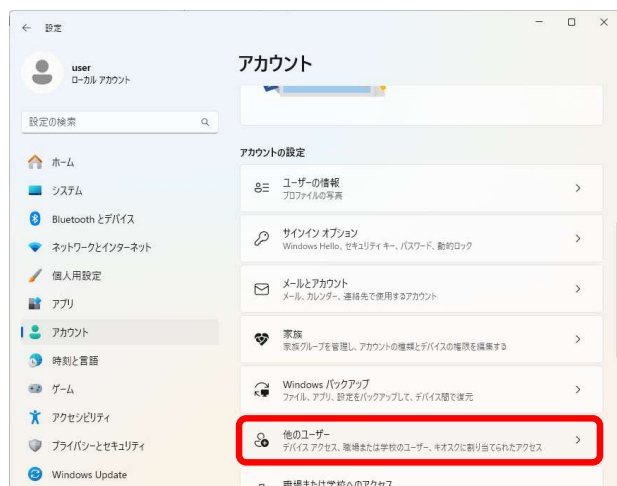 設定
user
ローカル アカウント
設定の検索
ホーム
システム
Bluetooth とデバイス
ネットワークとインターネット
個人用設定
アプリ
アカウント
時刻と言語
ゲーム
アクセシビリティ
プライバシーとセキュリティ
Windows Update
アカウント
アカウントの設定
ユーザーの情報
プロファイルの写真
サインイン オプション
Windows Hello、セキュリティ キー、パスワード、動的ロック
メールとアカウント
メール、カレンダー、連絡先で使用するアカウント
家族
家族グループを管理し、アカウントの種類とデバイスの権限を編集する
Windows バックアップ
ファイル、アプリ、設定をバックアップして、デバイス間で復元
他のユーザー
デバイス アクセス、職場または学校のユーザー、キオスクに割り当てられたアクセス
職場または学校へのアクセス